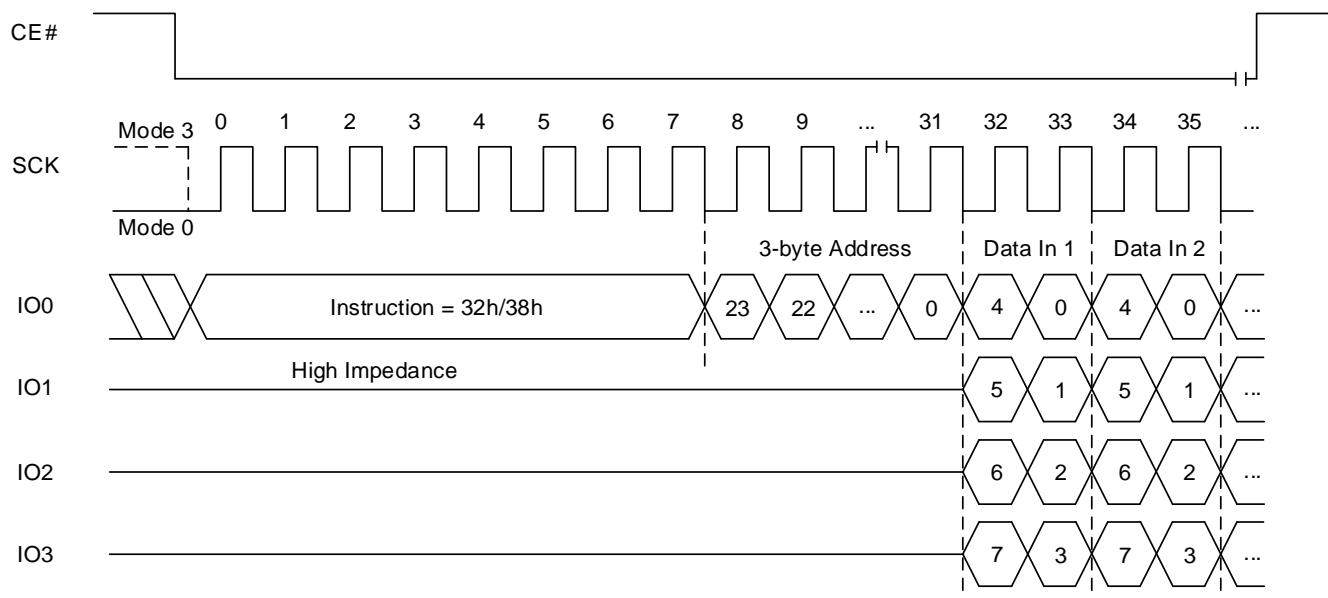 CE#
Mode 3 0 1 2 3 4 5 6 7 8 9 ... 31 32 33 34 35 ...
SCK
Mode 0
3-byte Address Data In 1 Data In 2
IO0 Instruction = 32h/38h 23 22 ... 0 4 0 4 0 ...
High Impedance
IO1 5 1 5 1 ...
IO2 6 2 6 2 ...
IO3 7 3 7 3 ...